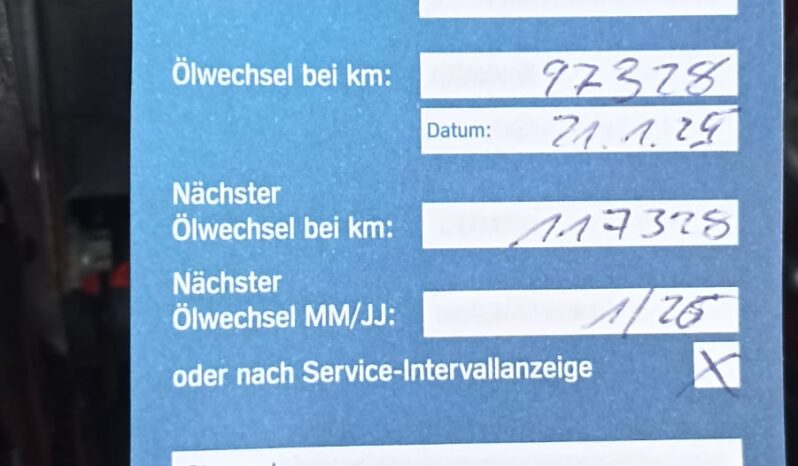 Ölwechsel bei km: 97328
Datum: 21.1.25
Nächster
Ölwechsel bei km: 117328
Nächster
Ölwechsel MM/JJ: 1/26
oder nach Service-Intervallanzeige X